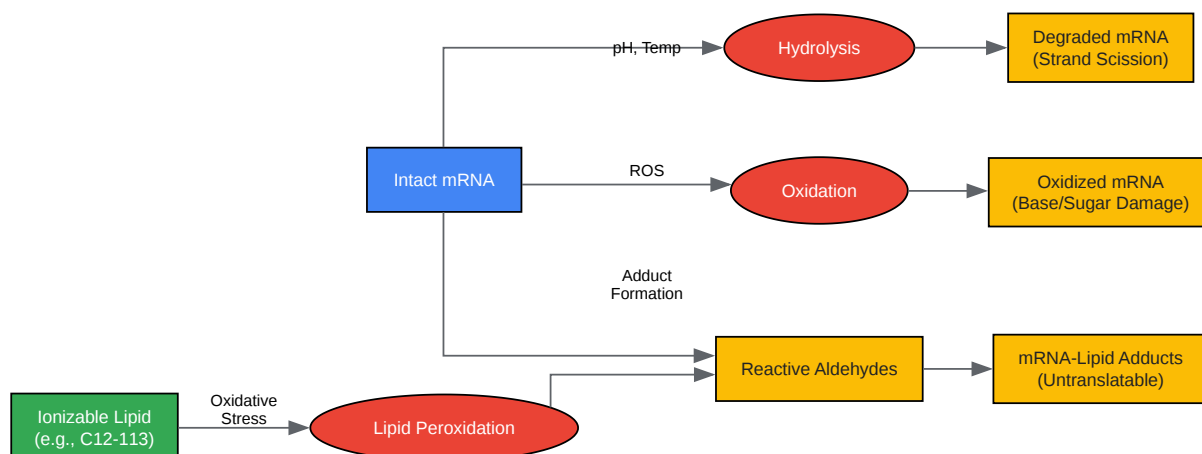 pH, Temp
Hydrolysis
Degraded mRNA
(Strand Scission)
Intact mRNA
ROS
Oxidation
Oxidized mRNA
(Base/Sugar Damage)
Adduct
Formation
Reactive Aldehydes
mRNA-Lipid Adducts
(Untranslatable)
Ionizable Lipid
(e.g., C12-113)
Oxidative
Stress
Lipid Peroxidation